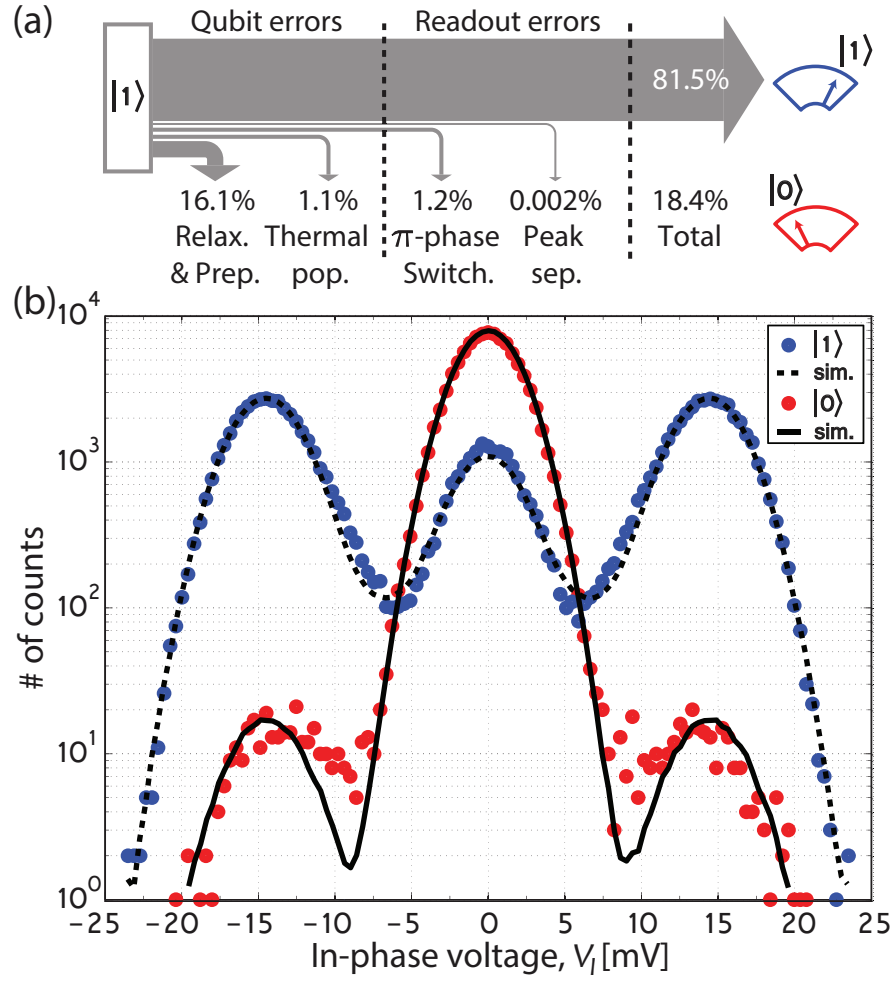 (a)
Qubit errors Readout errors
|1⟩
81.5%
|1⟩
|0⟩
16.1% 1.1% 1.2% 0.002% 18.4%
Relax. Thermal π-phase Peak Total
& Prep. pop. Switch. sep.
(b)
10⁴
10³
10²
10¹
10⁰
# of counts
|1⟩
sim.
|0⟩
sim.
−25 −20 −15 −10 −5 0 5 10 15 20 25
In-phase voltage, V_I [mV]